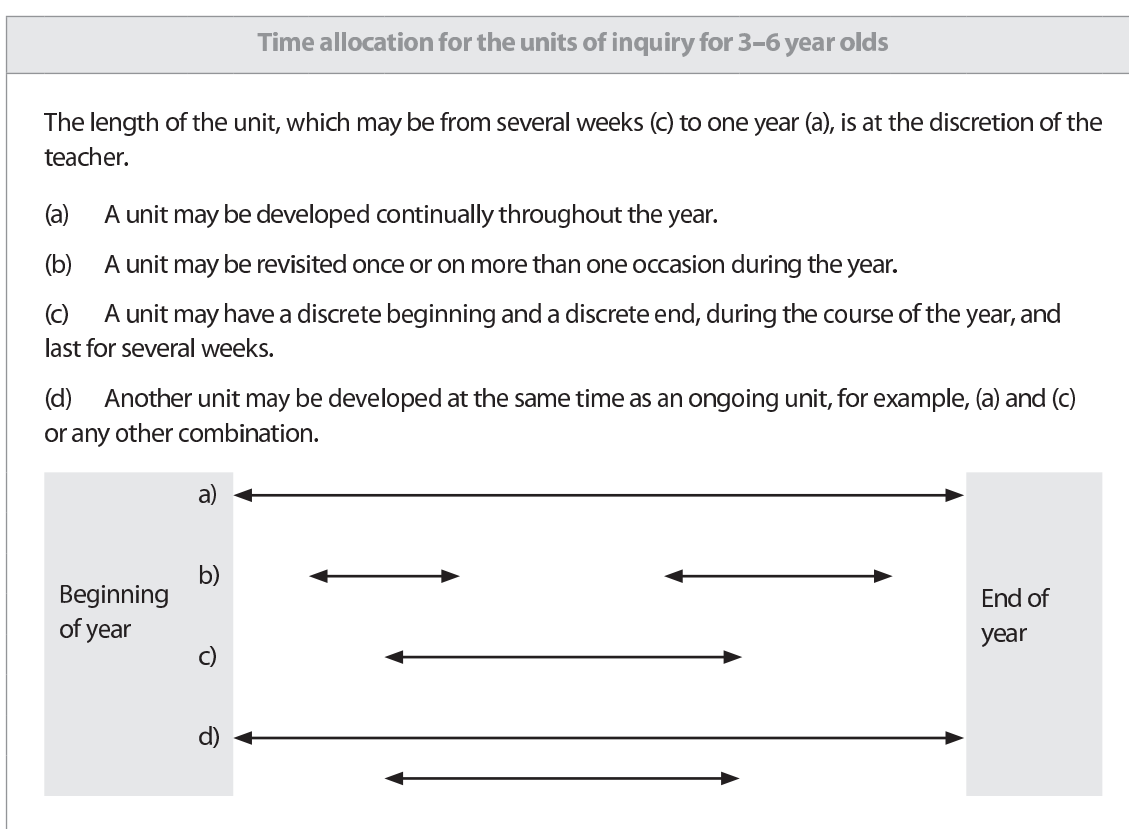 Time allocation for the units of inquiry for 3–6 year olds
The length of the unit, which may be from several weeks (c) to one year (a), is at the discretion of the
teacher.
(a) A unit may be developed continually throughout the year.
(b) A unit may be revisited once or on more than one occasion during the year.
(c) A unit may have a discrete beginning and a discrete end, during the course of the year, and
last for several weeks.
(d) Another unit may be developed at the same time as an ongoing unit, for example, (a) and (c)
or any other combination.
a)
b)
Beginning
of year
End of
year
c)
d)